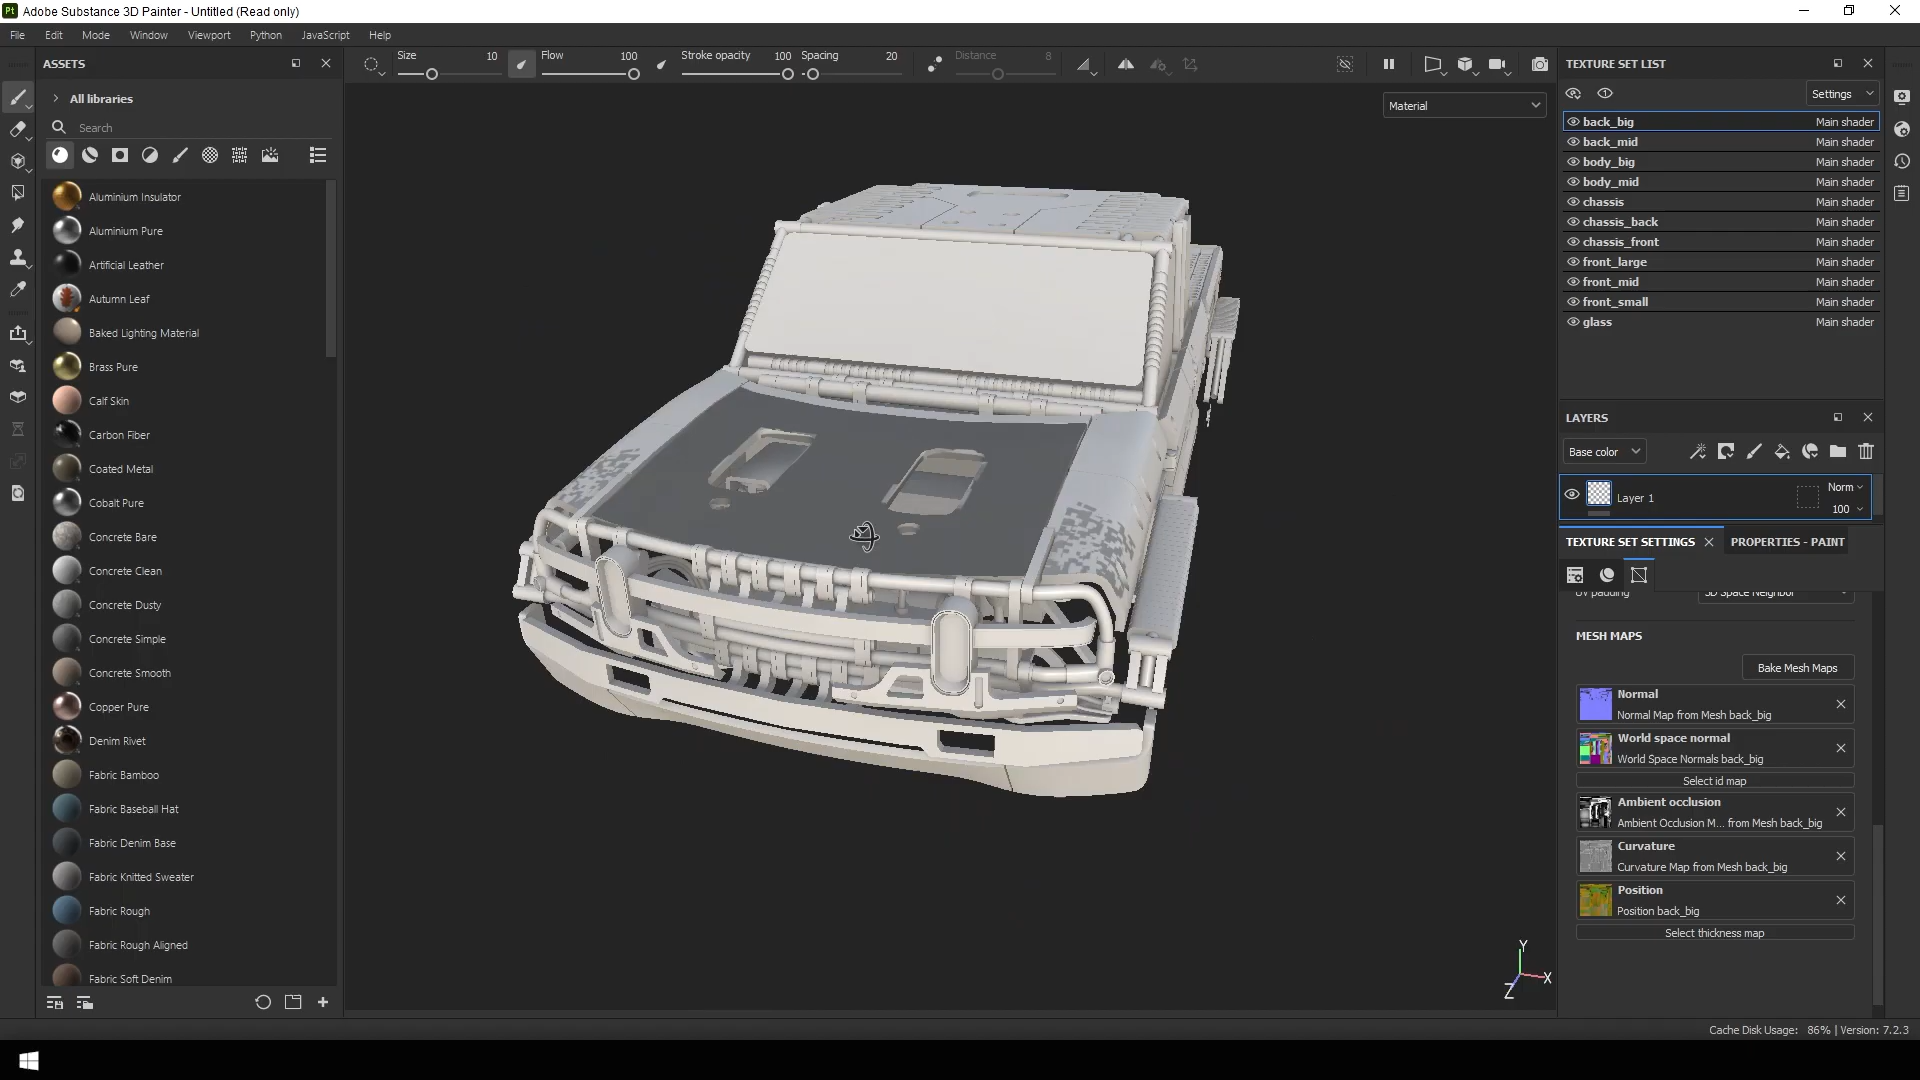 Pt
Adobe Substance 3D Painter - Untitled (Read only)
File
Edit
Mode
Window
Viewport
Python
JavaScript
Help
ASSETS
All libraries
Search
Aluminium Insulator
Aluminium Pure
Artificial Leather
Autumn Leaf
Baked Lighting Material
Brass Pure
Calf Skin
Carbon Fiber
Coated Metal
Cobalt Pure
Concrete Bare
Concrete Clean
Concrete Dusty
Concrete Simple
Concrete Smooth
Copper Pure
Denim Rivet
Fabric Bamboo
Fabric Baseball Hat
Fabric Denim Base
Fabric Knitted Sweater
Fabric Rough
Fabric Rough Aligned
Fabric Soft Denim
Size 10
Flow 100
Stroke opacity 100
Spacing 20
Distance 8
Material
Y
X
Z
TEXTURE SET LIST
Settings
back_big Main shader
back_mid Main shader
body_big Main shader
body_mid Main shader
chassis Main shader
chassis_back Main shader
chassis_front Main shader
front_large Main shader
front_mid Main shader
front_small Main shader
glass Main shader
LAYERS
Base color
Layer 1
Norm
100
TEXTURE SET SETTINGS
PROPERTIES - PAINT
UV padding 3D Space Neighbor
MESH MAPS
Bake Mesh Maps
Normal
Normal Map from Mesh back_big
World space normal
World Space Normals back_big
Select id map
Ambient occlusion
Ambient Occlusion M... from Mesh back_big
Curvature
Curvature Map from Mesh back_big
Position
Position back_big
Select thickness map
Cache Disk Usage: 86% | Version: 7.2.3